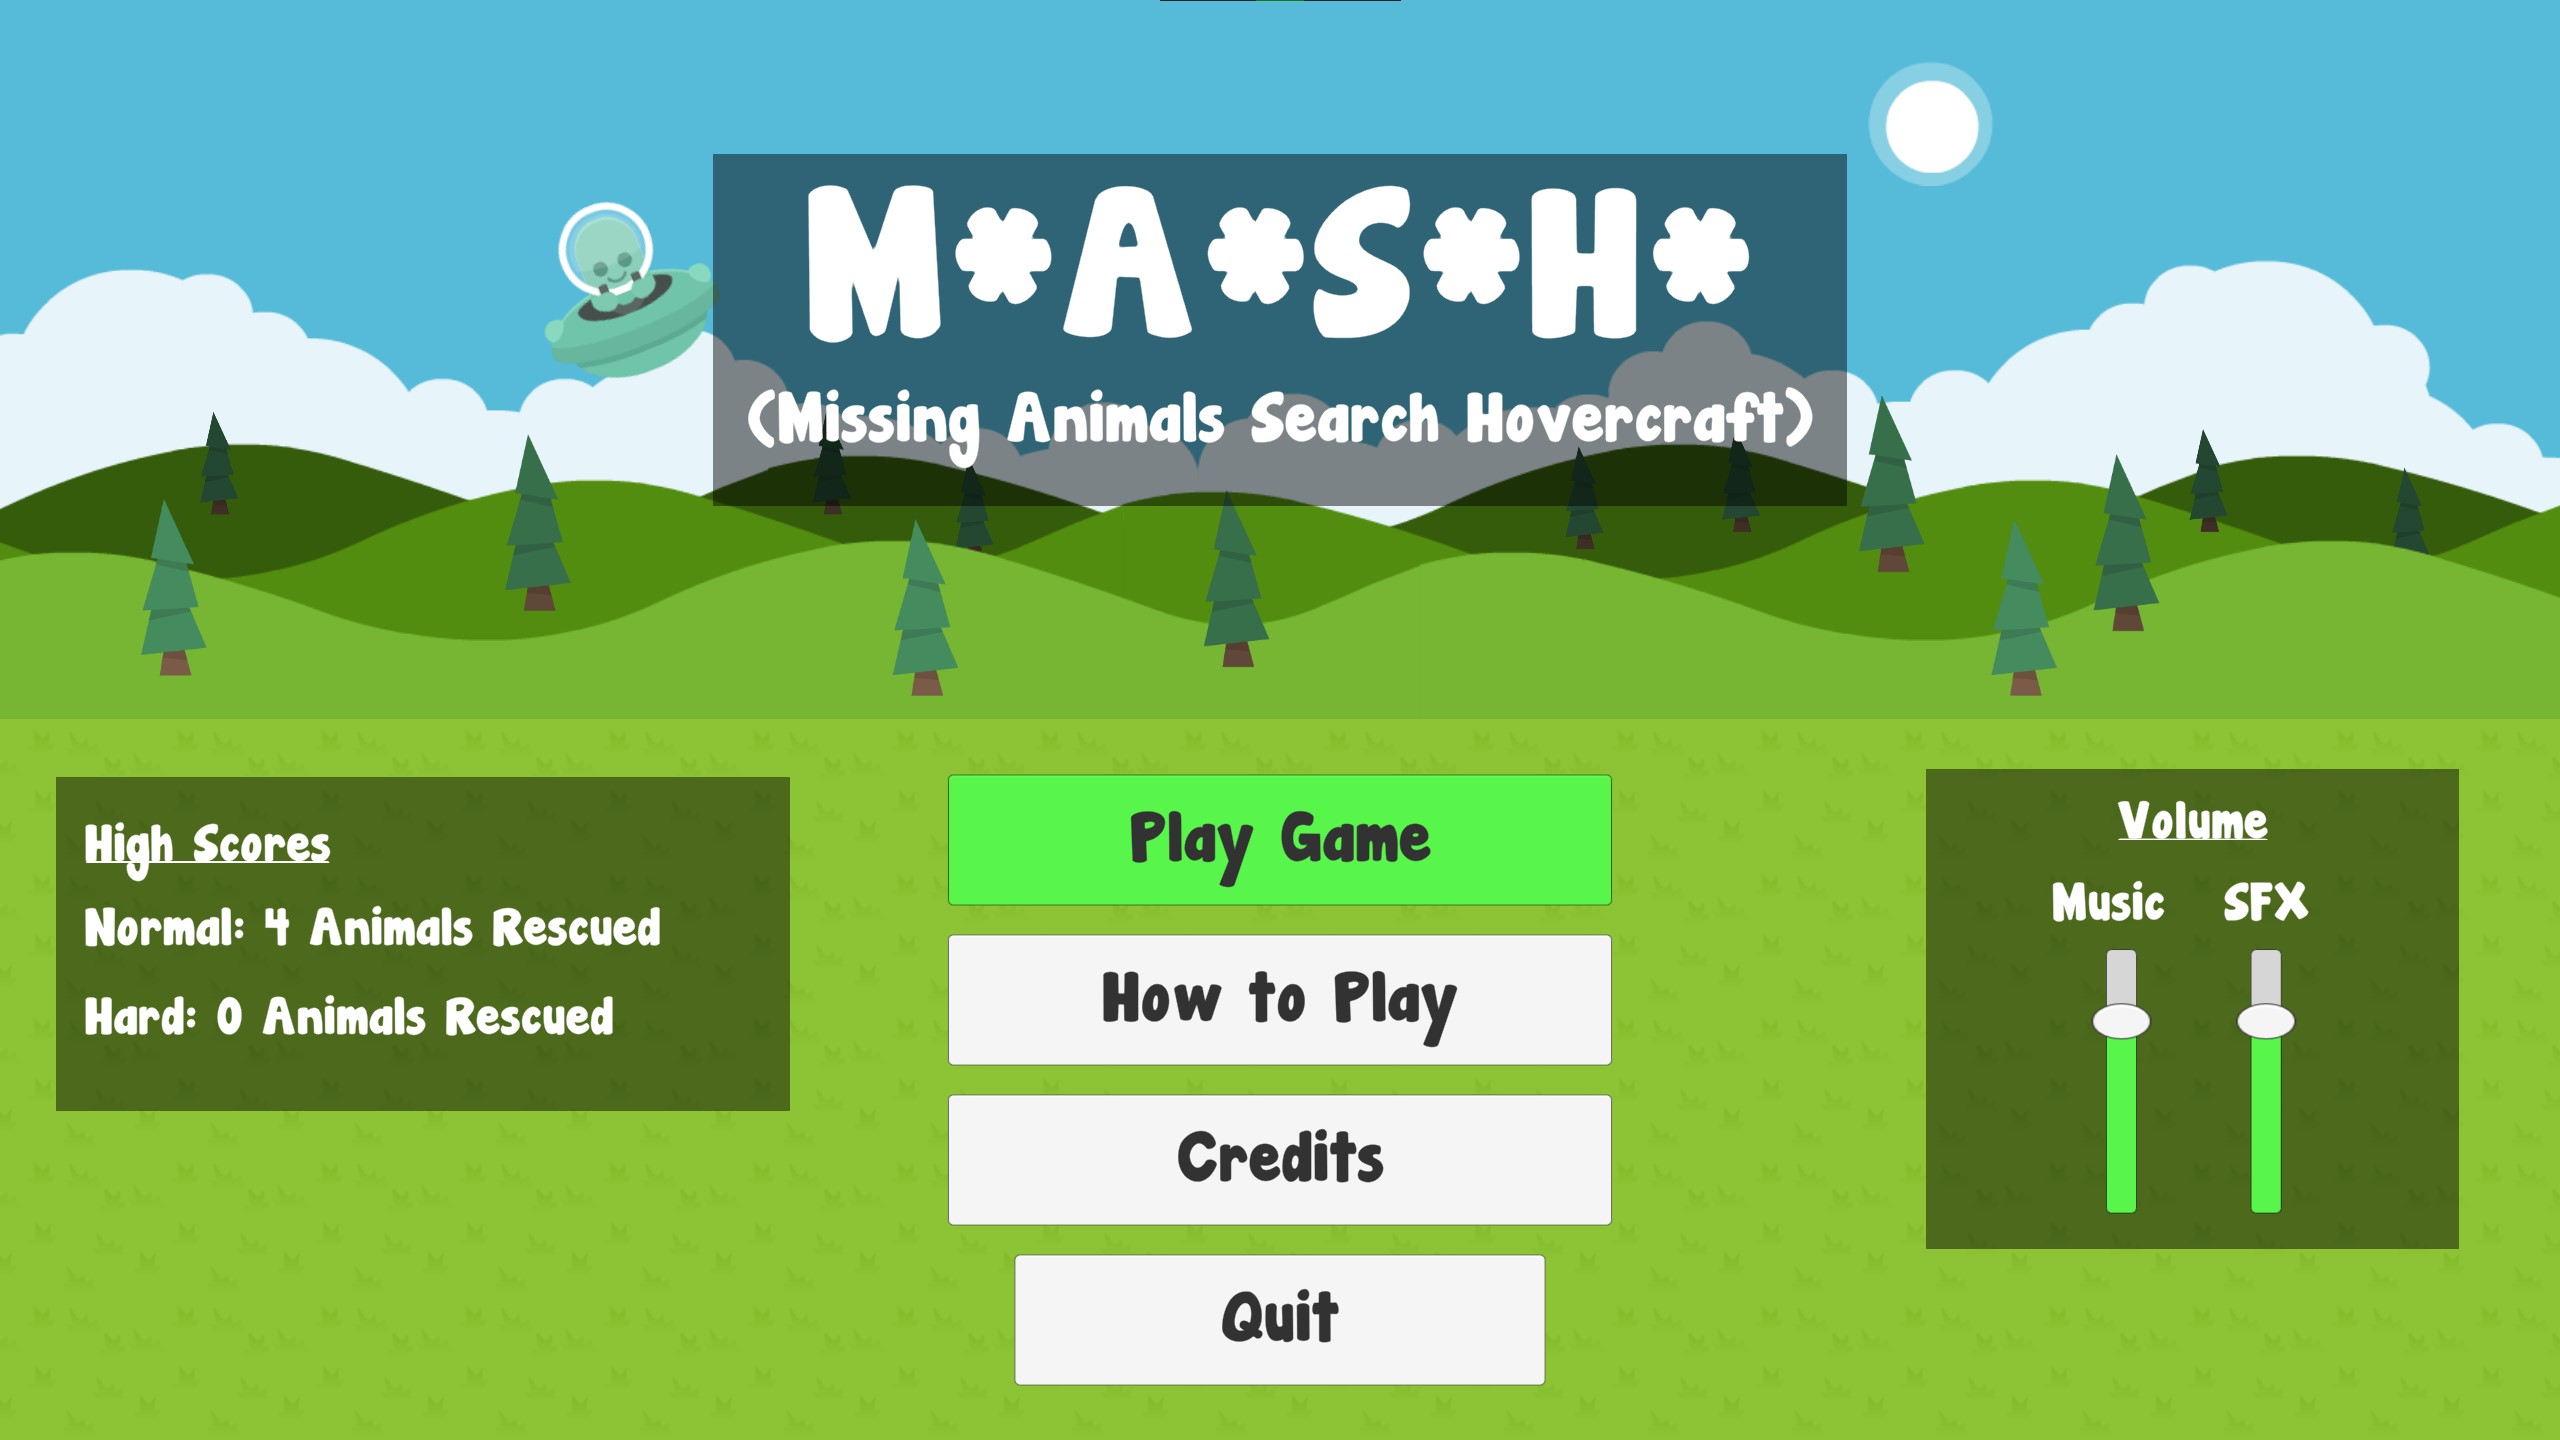 M*A*S*H*
(Missing Animals Search Hovercraft)
High Scores
Normal: 4 Animals Rescued
Hard: 0 Animals Rescued
Play Game
How to Play
Credits
Quit
Volume
Music SFX